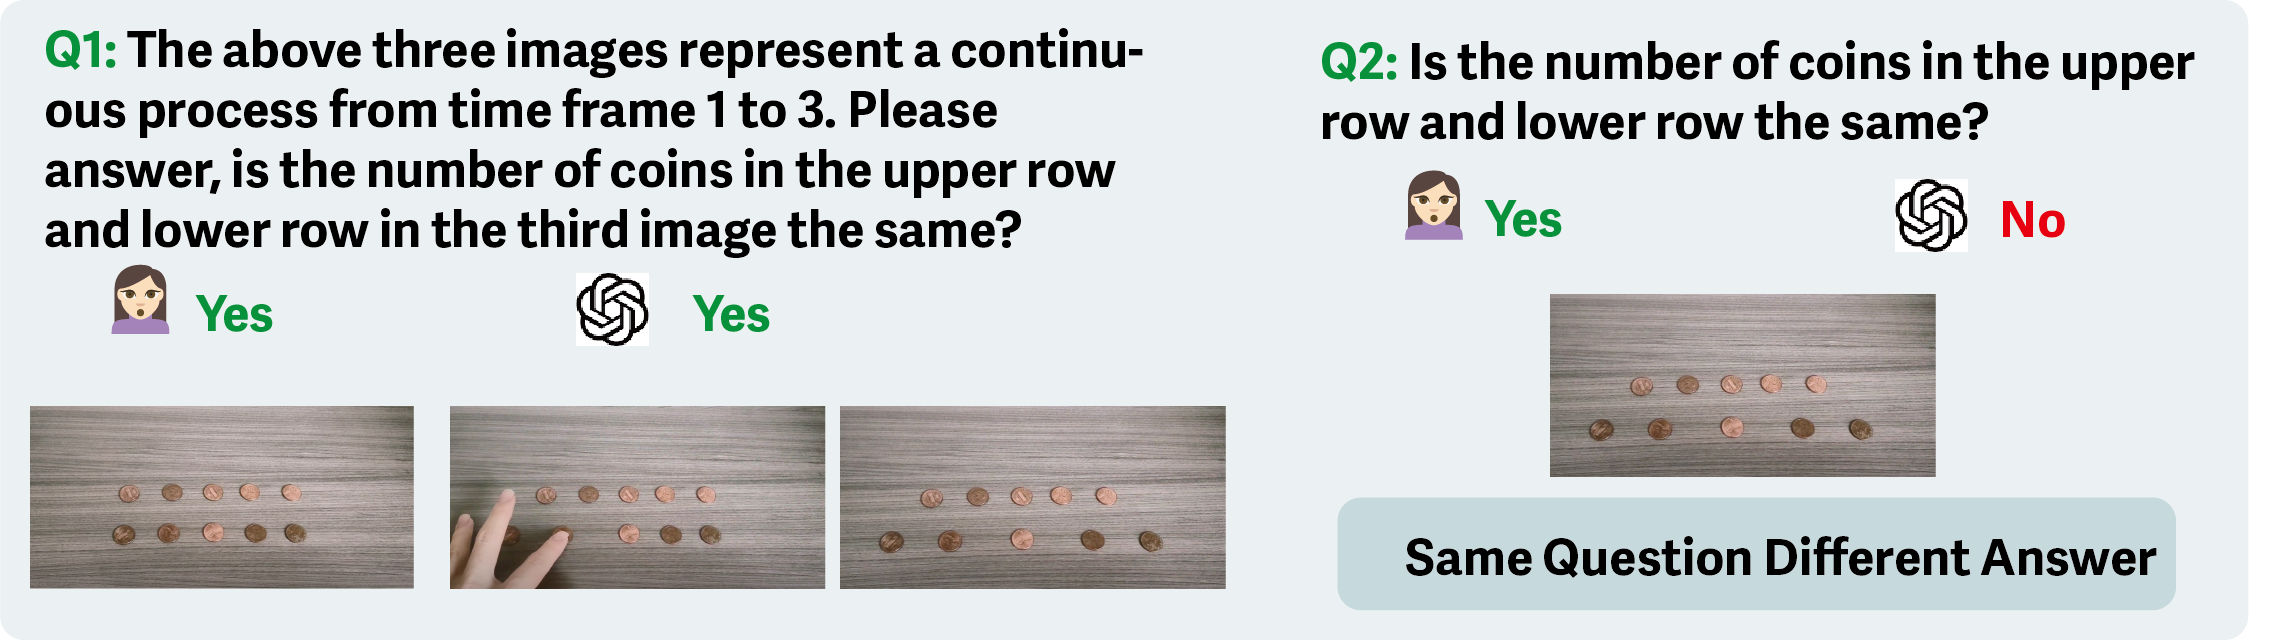 Q1: The above three images represent a continu-
ous process from time frame 1 to 3. Please
answer, is the number of coins in the upper row
and lower row in the third image the same?
Yes
Yes
Q2: Is the number of coins in the upper
row and lower row the same?
Yes
No
Same Question Different Answer